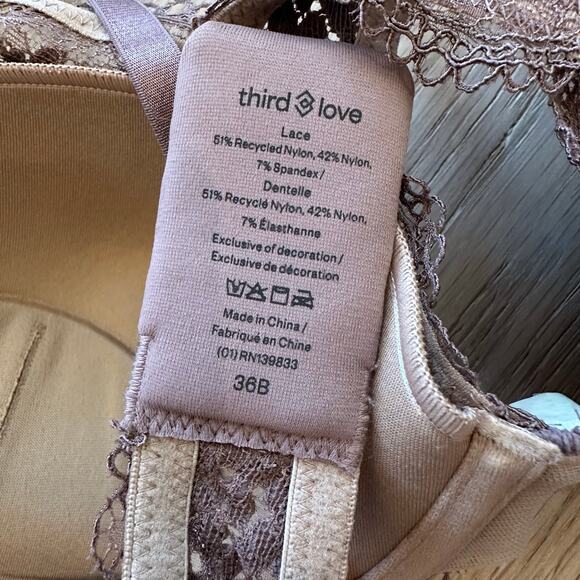 third love
Lace
51% Recycled Nylon, 42% Nylon,
7% Spandex /
Dentelle
51% Recyclé Nylon, 42% Nylon,
7% Élasthanne
Exclusive of decoration /
Exclusive de décoration
Made in China /
Fabriqué en Chine
(01) RN139833
36B